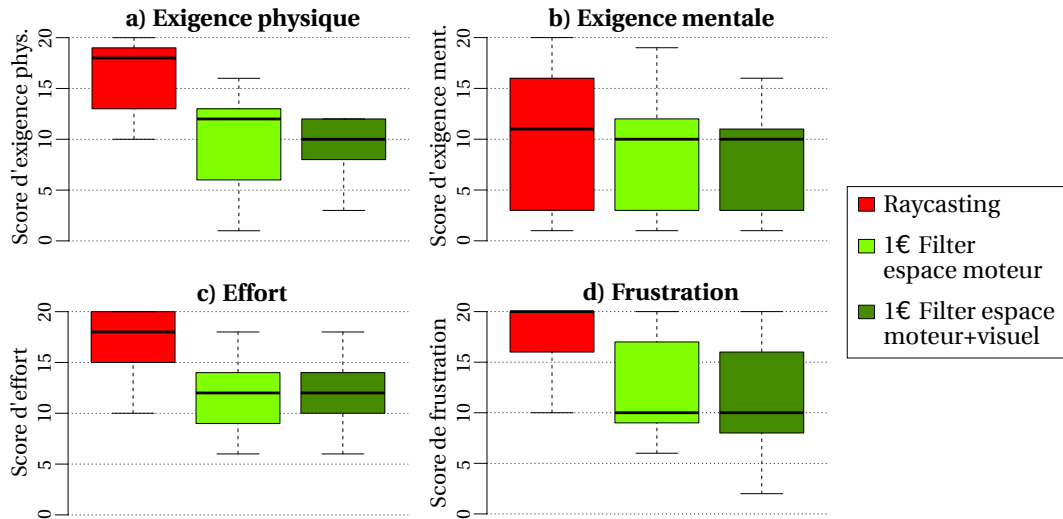 a) Exigence physique
Score d'exigence phys.
0 5 10 15 20
b) Exigence mentale
Score d'exigence ment.
0 5 10 15 20
Raycasting
1€ Filter
espace moteur
1€ Filter espace
moteur+visuel
c) Effort
Score d'effort
0 5 10 15 20
d) Frustration
Score de frustration
0 5 10 15 20